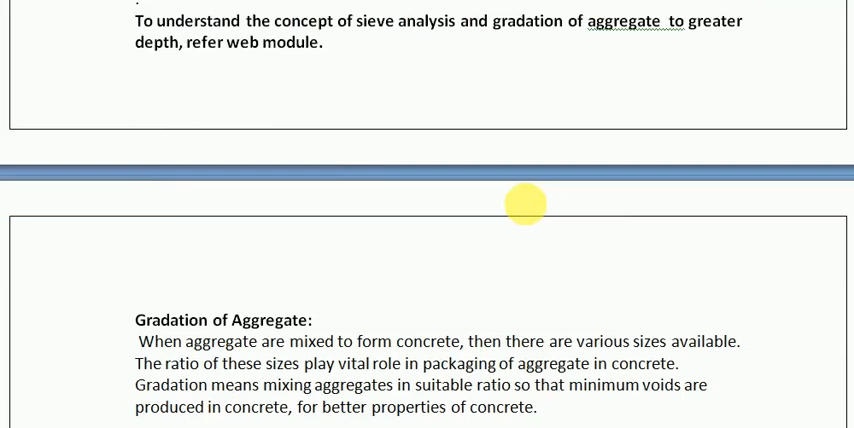 To understand the concept of sieve analysis and gradation of aggregate to greater
depth, refer web module.
Gradation of Aggregate:
When aggregate are mixed to form concrete, then there are various sizes available.
The ratio of these sizes play vital role in packaging of aggregate in concrete.
Gradation means mixing aggregates in suitable ratio so that minimum voids are
produced in concrete, for better properties of concrete.